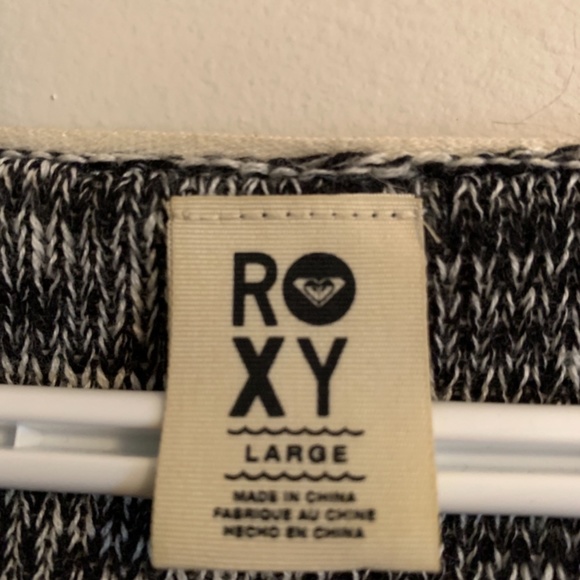 RO
XY
LARGE
MADE IN CHINA
FABRIQUE AU CHINE
HECHO EN CHINA